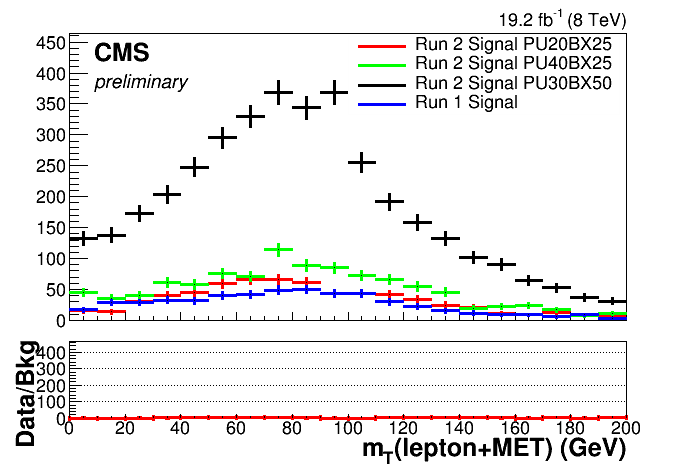 19.2 fb⁻¹ (8 TeV)
CMS
preliminary
Run 2 Signal PU20BX25
Run 2 Signal PU40BX25
Run 2 Signal PU30BX50
Run 1 Signal
450
400
350
300
250
200
150
100
50
0
Data/Bkg
400
300
200
100
0
0 20 40 60 80 100 120 140 160 180 200
m_T(lepton+MET) (GeV)